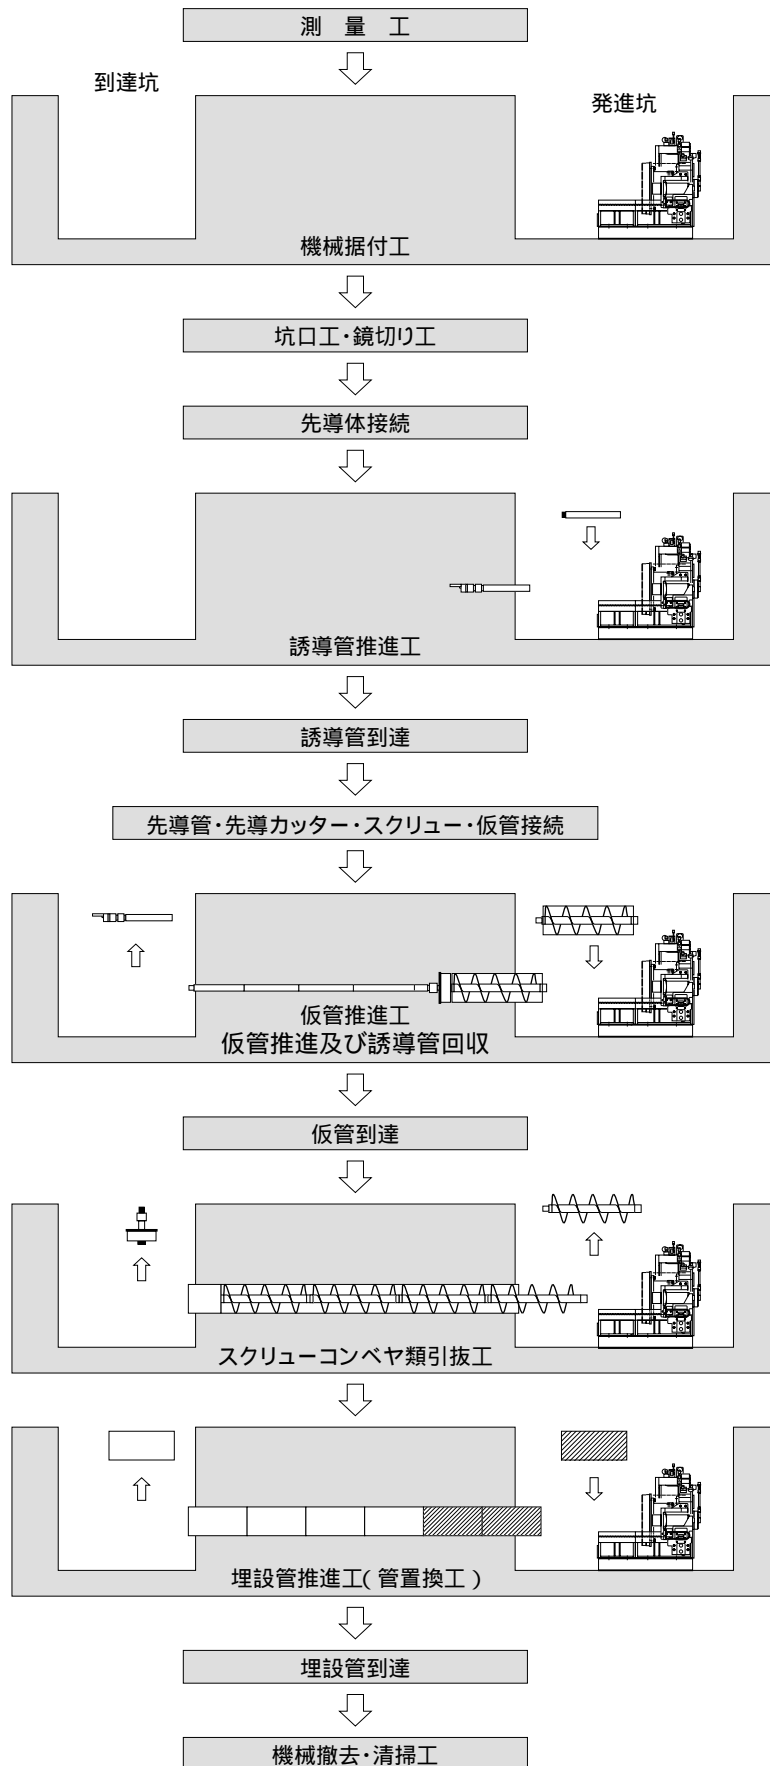 測 量 工
到達坑
発進坑
機械据付工
坑口工・鏡切り工
先導体接続
誘導管推進工
誘導管到達
先導管・先導カッター・スクリュー・仮管接続
仮管推進工
仮管推進及び誘導管回収
仮管到達
スクリューコンベヤ類引抜工
埋設管推進工( 管置換工 )
埋設管到達
機械撤去・清掃工